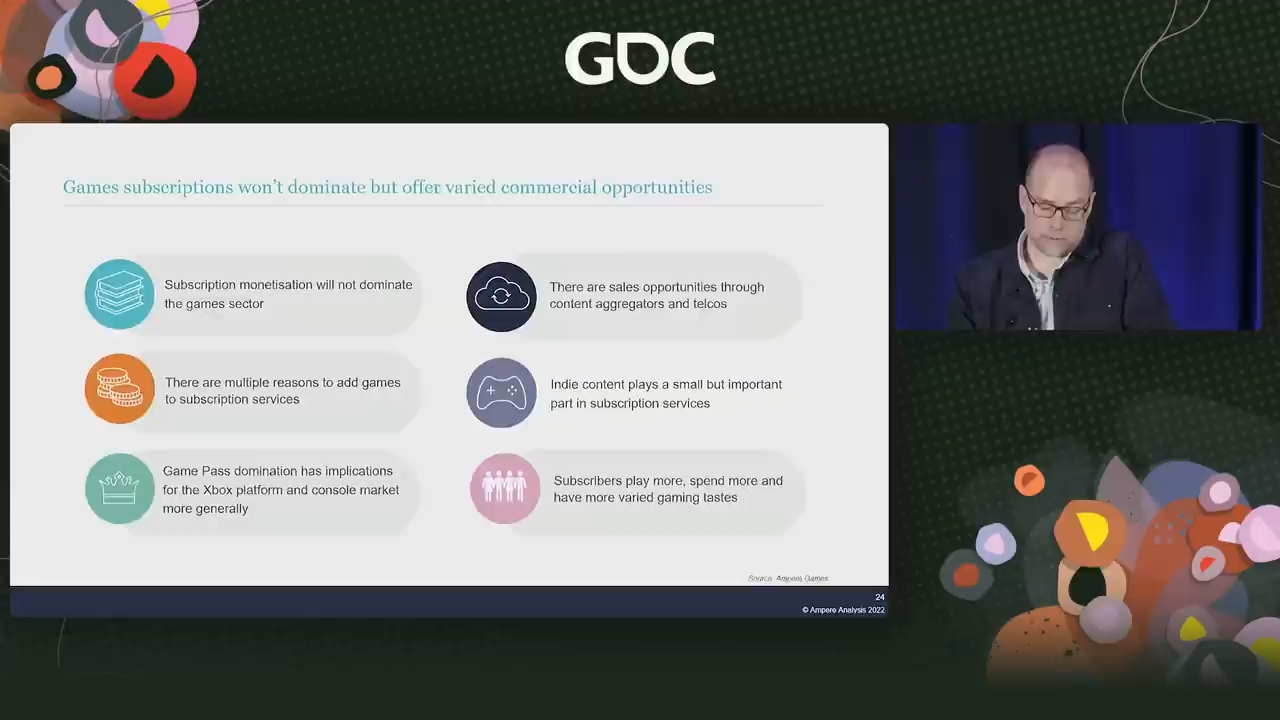 GDC
Games subscriptions won't dominate but offer varied commercial opportunities
Subscription monetisation will not dominate
the games sector
There are multiple reasons to add games
to subscription services
Game Pass domination has implications
for the Xbox platform and console market
more generally
There are sales opportunities through
content aggregators and telcos
Indie content plays a small but important
part in subscription services
Subscribers play more, spend more and
have more varied gaming tastes
Source: Ampere Games
24
© Ampere Analysis 2022